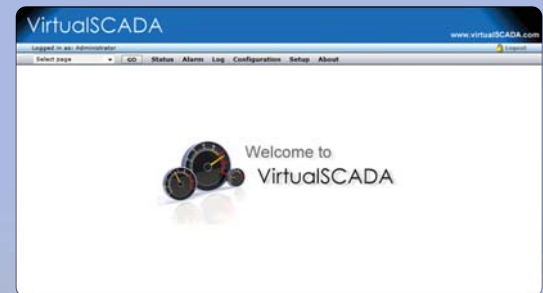 VirtualSCADA
www.virtualSCADA.com
Logged in as: Administrator
Logout
Select page GO Status Alarm Log Configuration Setup About
Welcome to
VirtualSCADA